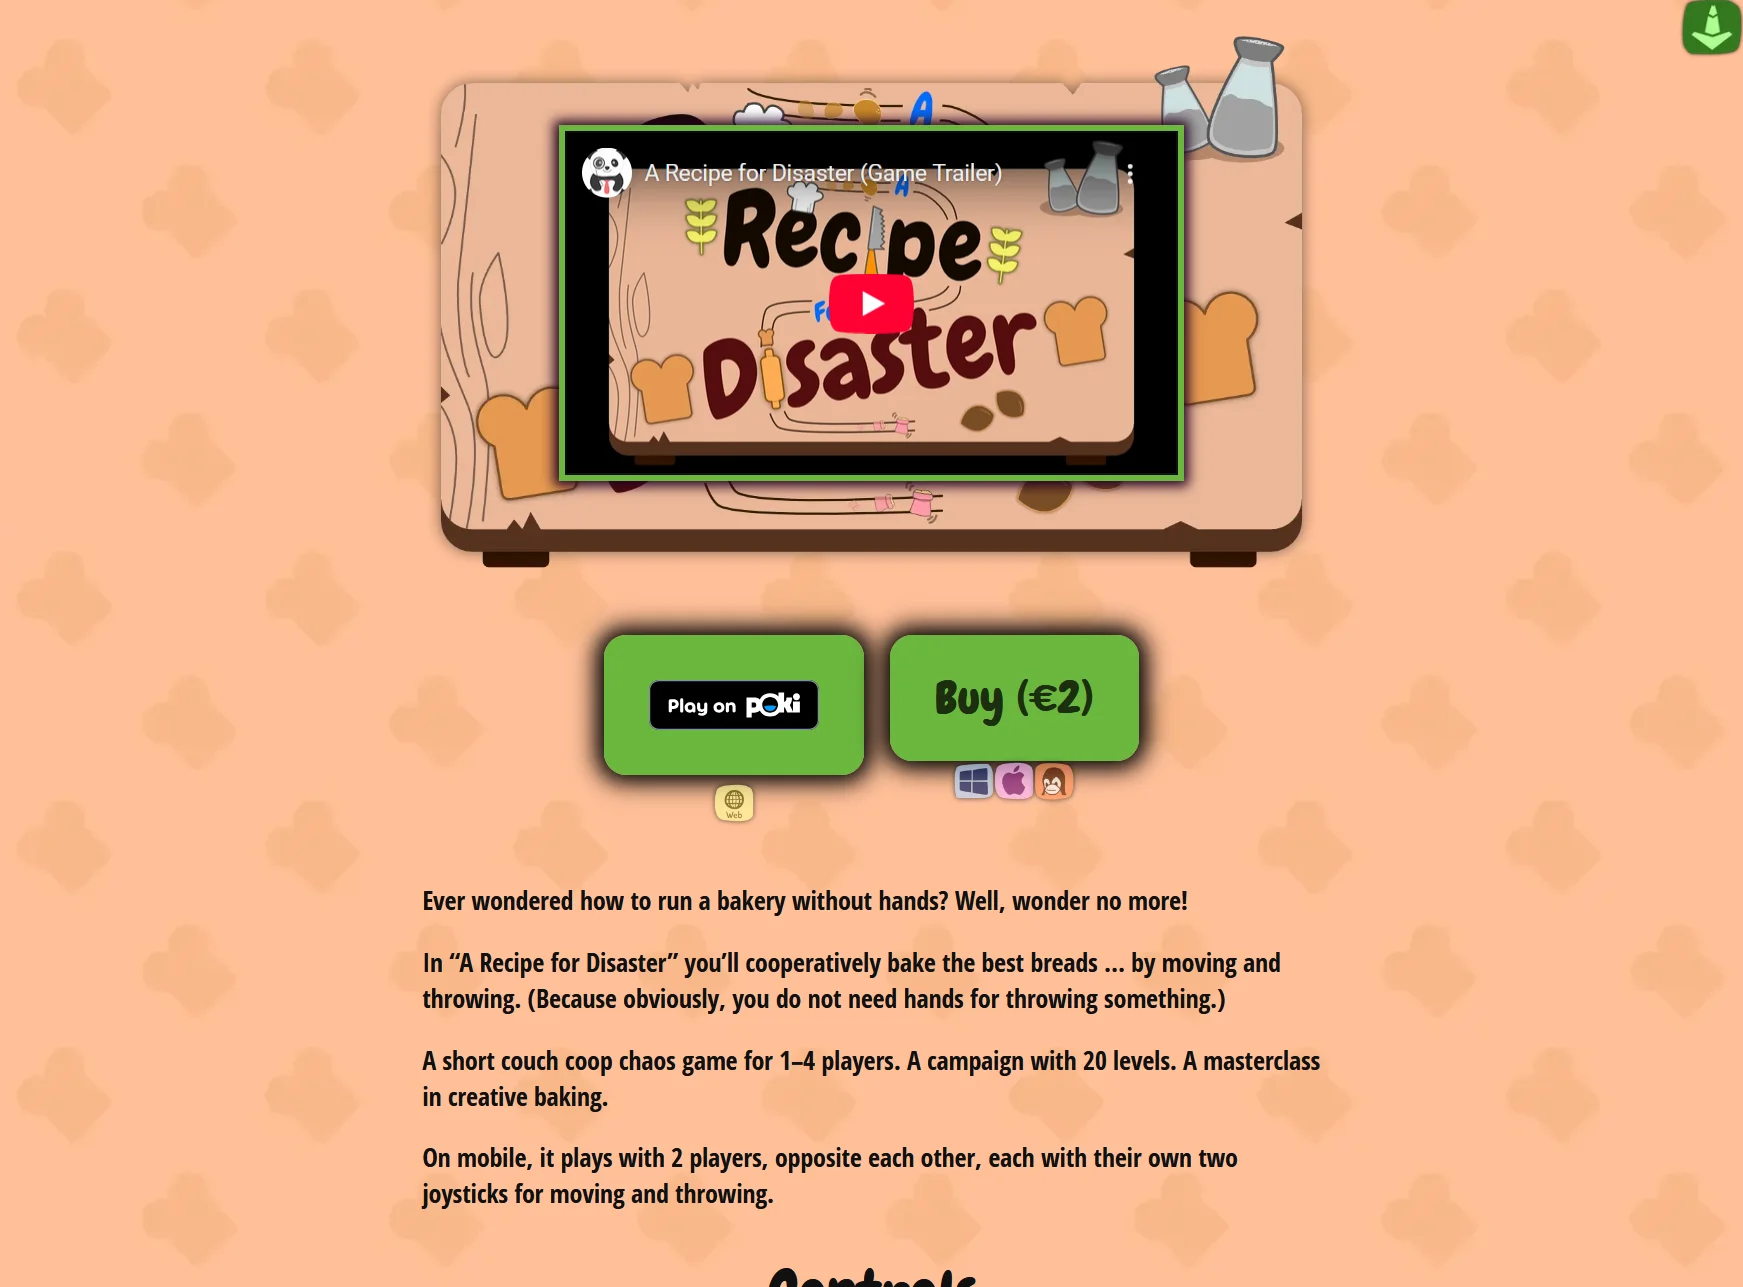 A
A Recipe for Disaster (Game Trailer)
A
Recipe
Disaster
Play on poki
Buy (€2)
Web
Ever wondered how to run a bakery without hands? Well, wonder no more!
In “A Recipe for Disaster” you’ll cooperatively bake the best breads … by moving and
throwing. (Because obviously, you do not need hands for throwing something.)
A short couch coop chaos game for 1–4 players. A campaign with 20 levels. A masterclass
in creative baking.
On mobile, it plays with 2 players, opposite each other, each with their own two
joysticks for moving and throwing.
Controls